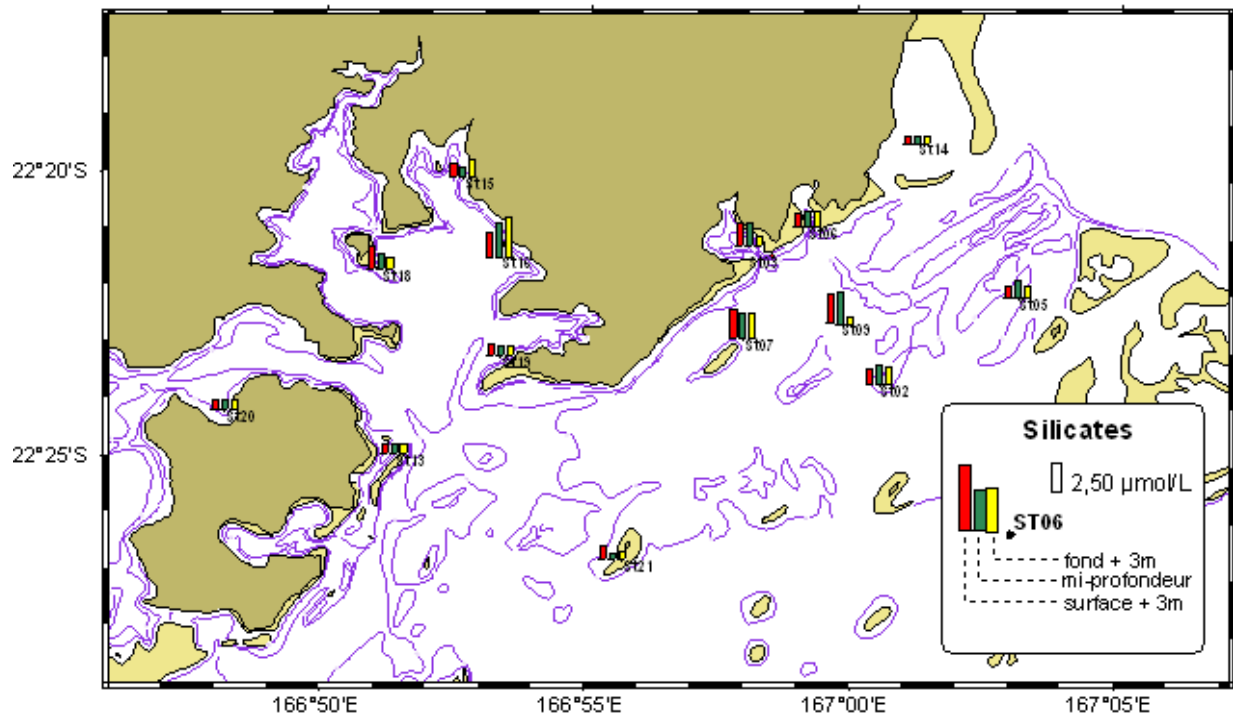 St14
22°20'S
St15
St06
St03
St16
St18
St05
St09
St07
St19
St02
St20
Silicates
22°25'S
St13
2,50 µmol/L
ST06
St21
fond + 3m
mi-profondeur
surface + 3m
166°50'E
166°55'E
167°00'E
167°05'E